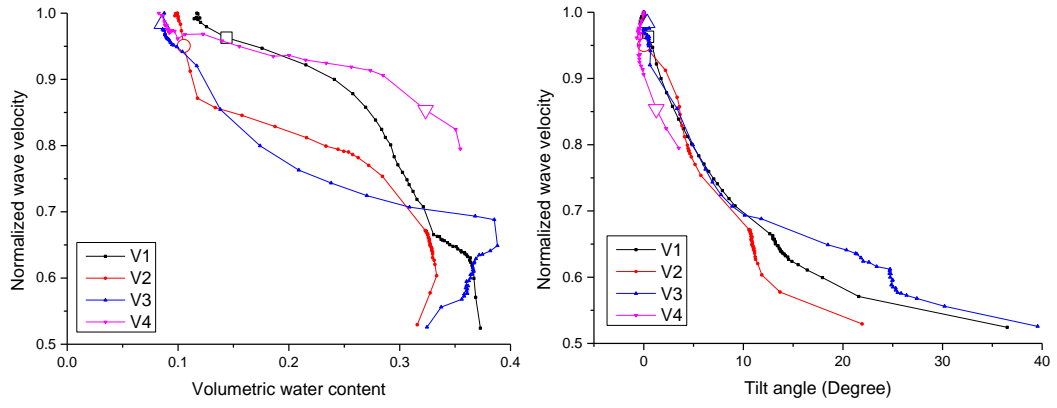 Normalized wave velocity
1.0
0.9
0.8
0.7
0.6
0.5
V1
V2
V3
V4
0.0 0.1 0.2 0.3 0.4
Volumetric water content
Normalized wave velocity
1.0
0.9
0.8
0.7
0.6
0.5
V1
V2
V3
V4
0 10 20 30 40
Tilt angle (Degree)